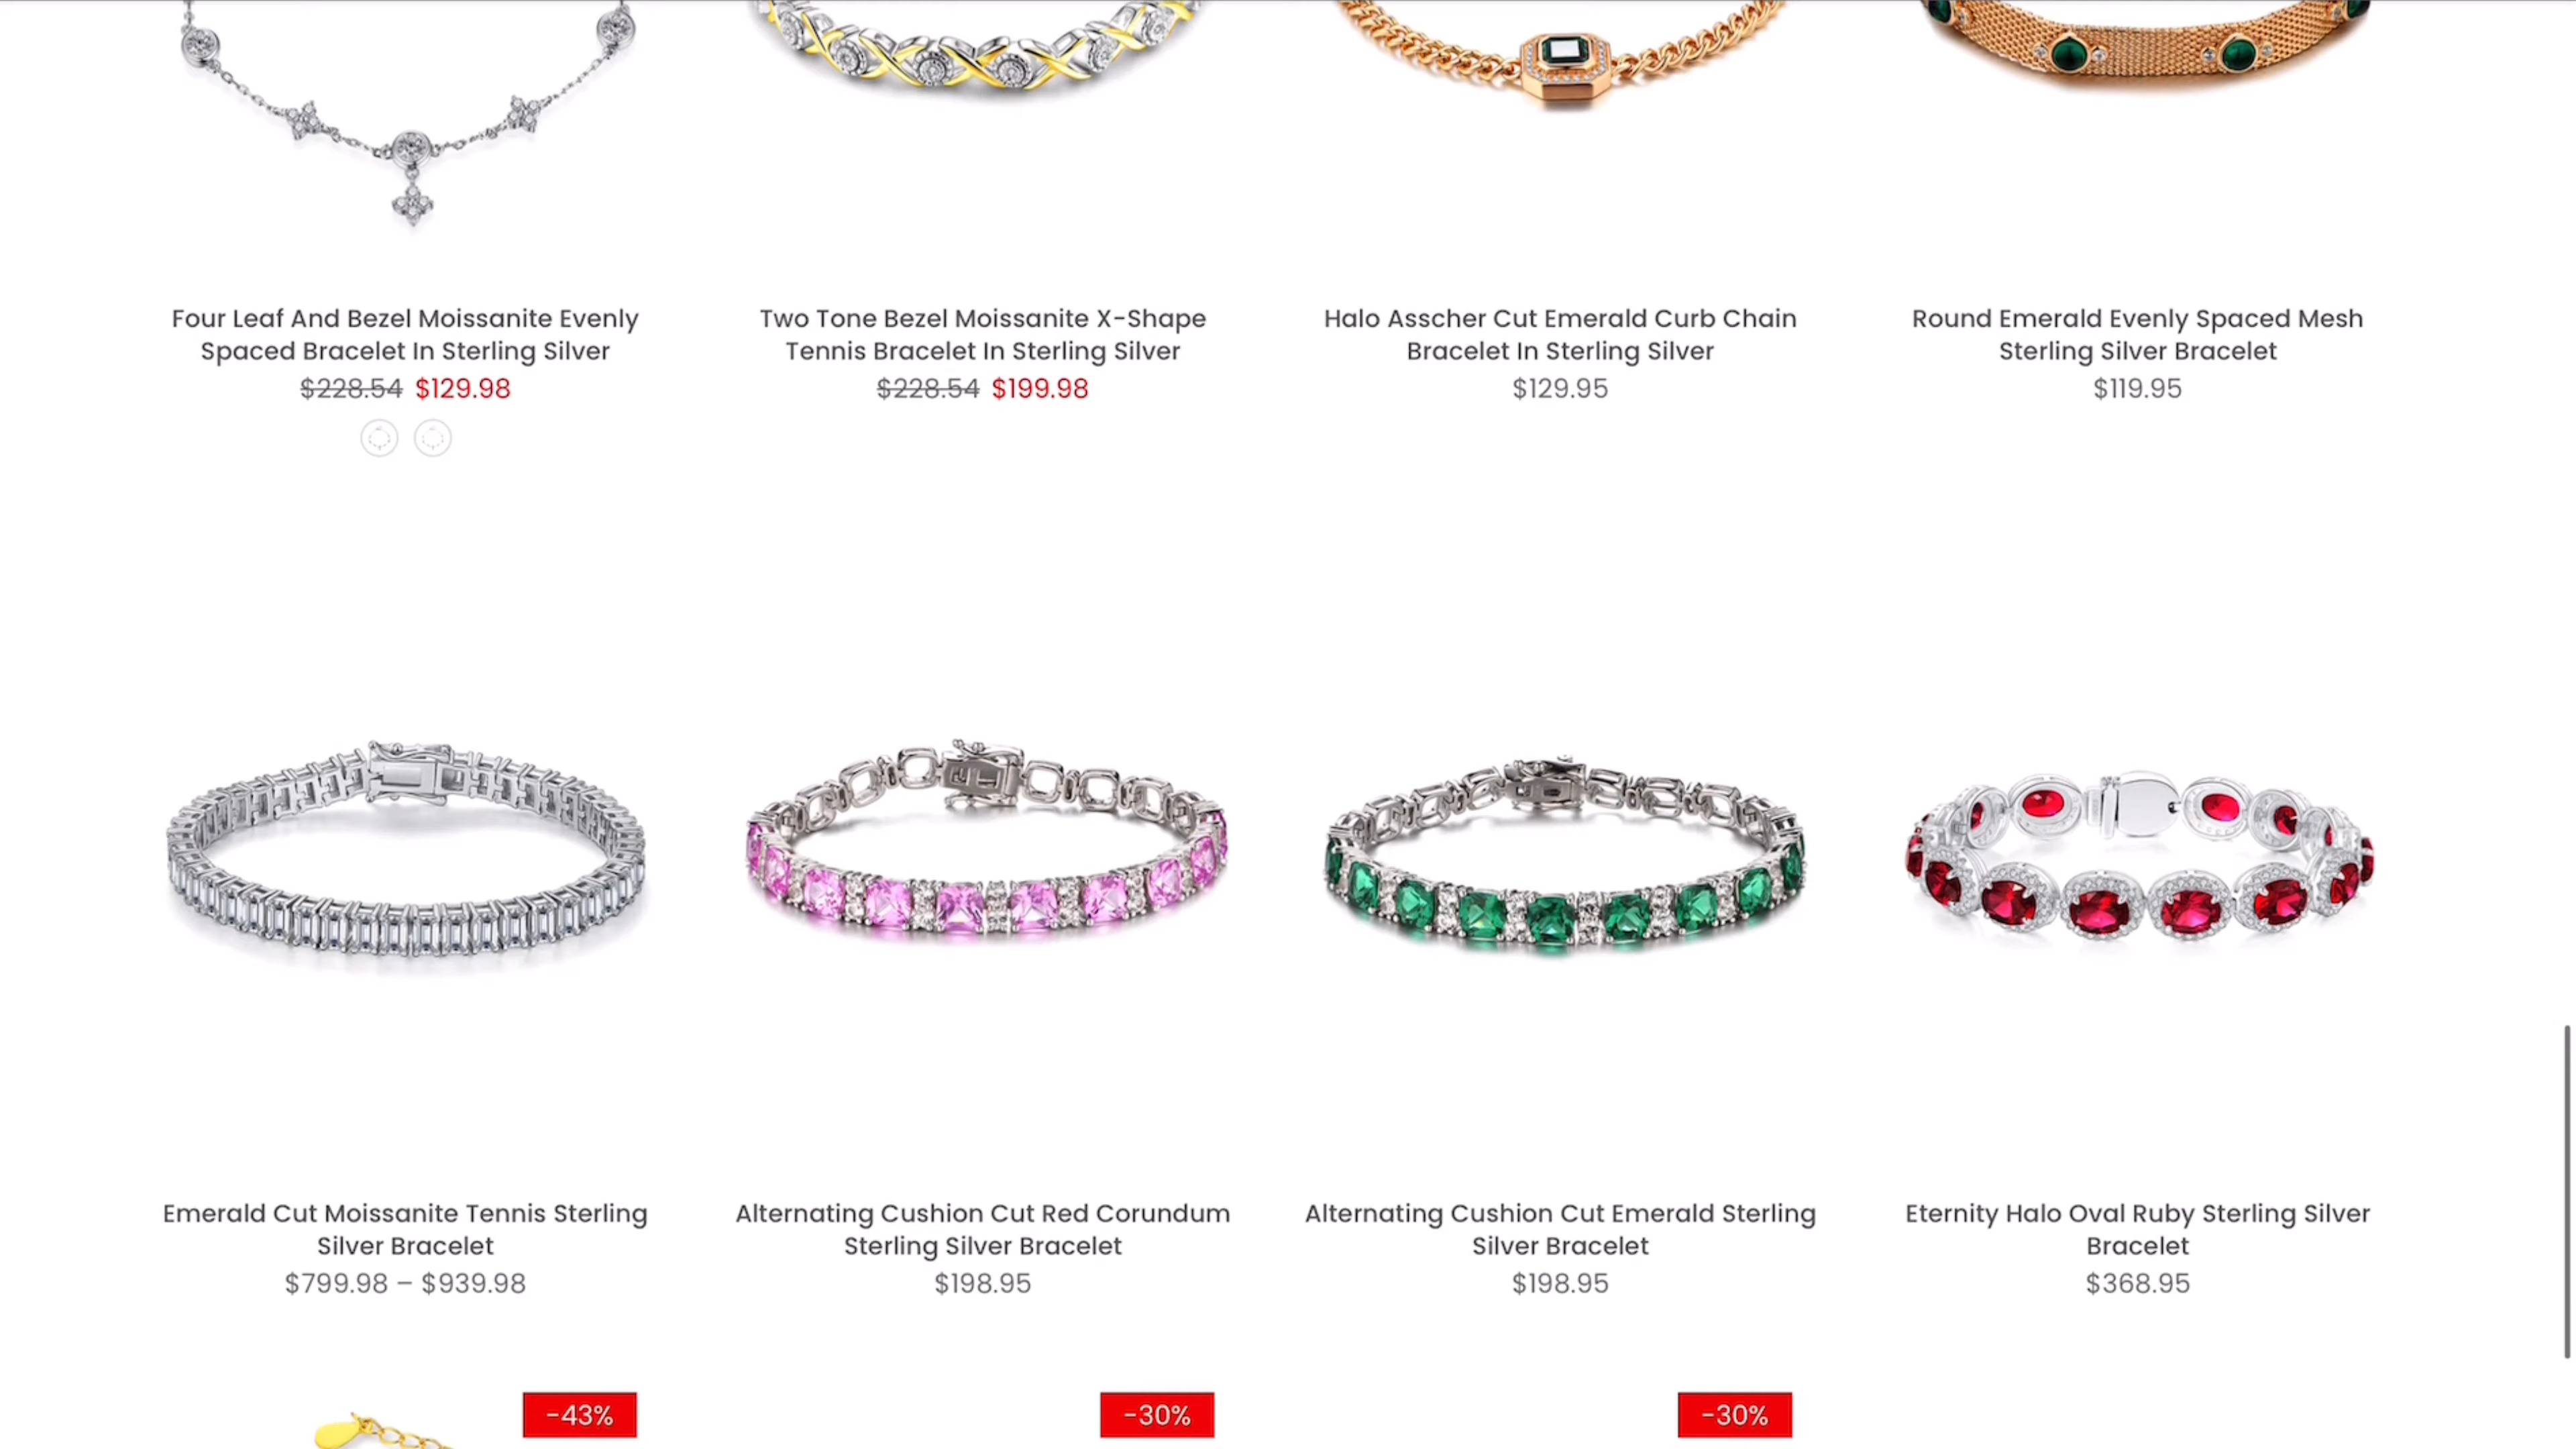 Four Leaf And Bezel Moissanite Evenly
Spaced Bracelet In Sterling Silver
$228.54 $129.98
Two Tone Bezel Moissanite X-Shape
Tennis Bracelet In Sterling Silver
$228.54 $199.98
Halo Asscher Cut Emerald Curb Chain
Bracelet In Sterling Silver
$129.95
Round Emerald Evenly Spaced Mesh
Sterling Silver Bracelet
$119.95
Emerald Cut Moissanite Tennis Sterling
Silver Bracelet
$799.98 – $939.98
Alternating Cushion Cut Red Corundum
Sterling Silver Bracelet
$198.95
Alternating Cushion Cut Emerald Sterling
Silver Bracelet
$198.95
Eternity Halo Oval Ruby Sterling Silver
Bracelet
$368.95
-43%
-30%
-30%